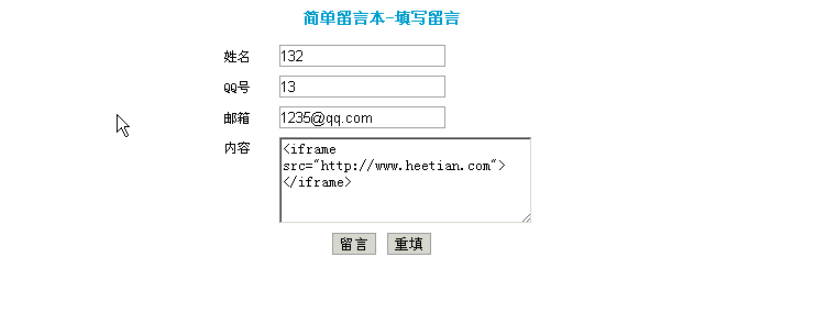 简单留言本-填写留言
姓名 132
QQ号 13
邮箱 1235@qq.com
内容 <iframe
src="http://www.heetian.com">
</iframe>
留言 重填